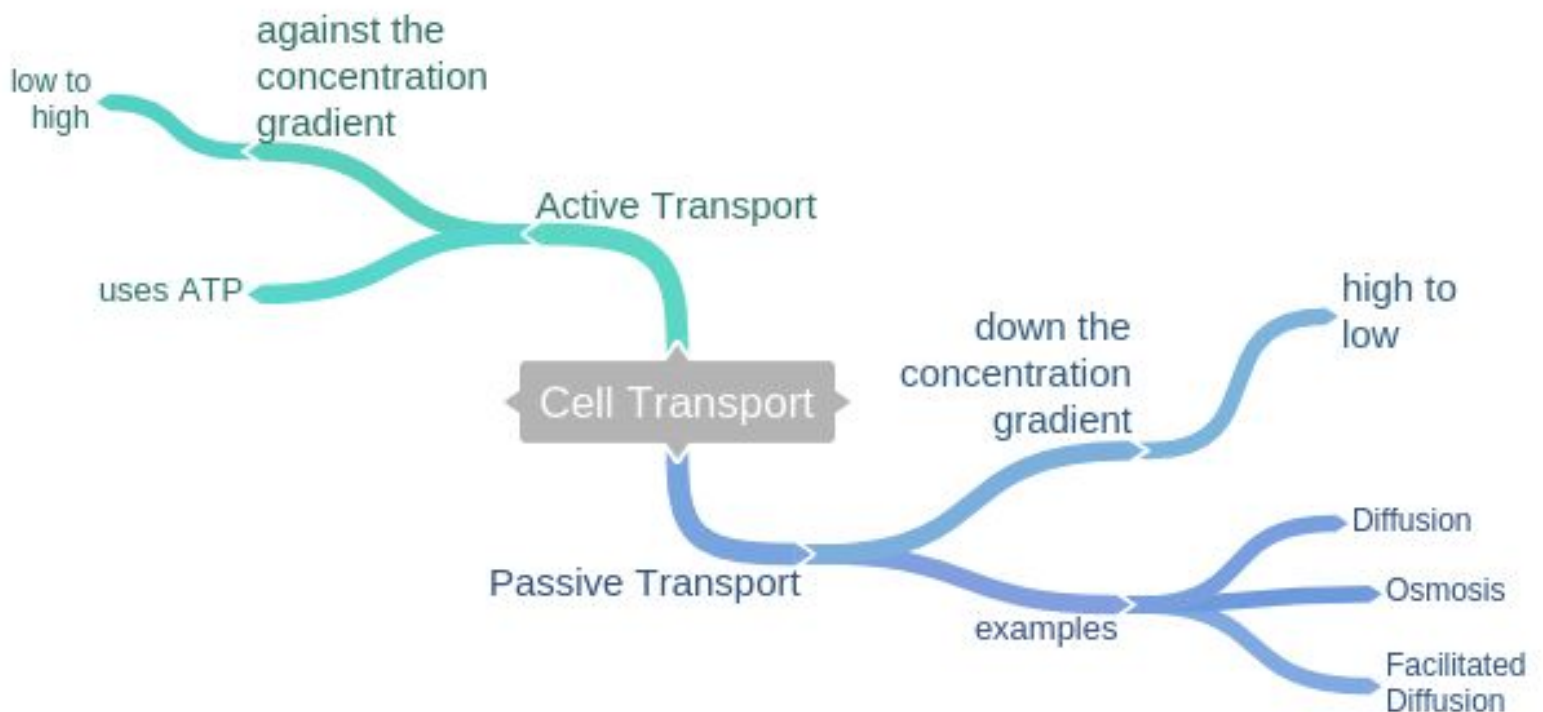 against the
concentration
gradient
low to
high
Active Transport
uses ATP
Cell Transport
down the
concentration
gradient
high to
low
Passive Transport
examples
Diffusion
Osmosis
Facilitated
Diffusion